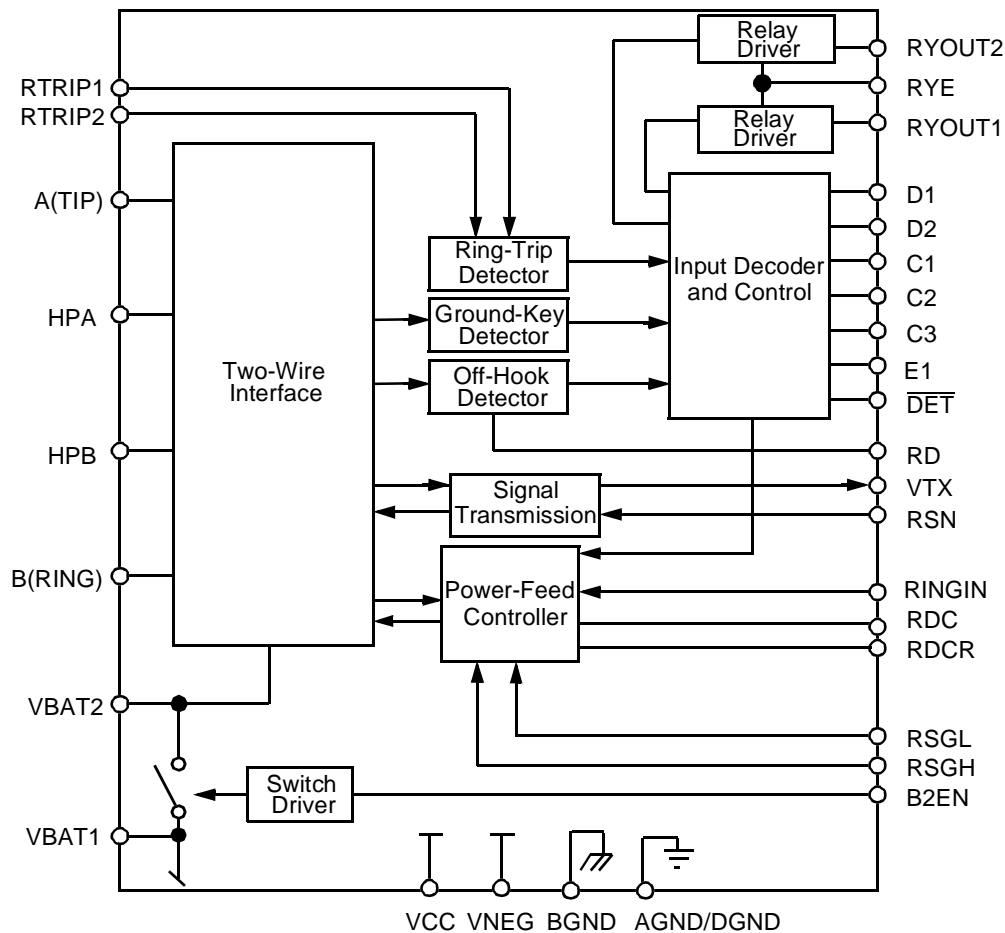 Relay
Driver
RYOUT2
RYE
Relay
Driver
RYOUT1
RTRIP1
RTRIP2
A(TIP)
HPA
HPB
B(RING)
VBAT2
VBAT1
Two-Wire
Interface
Ring-Trip
Detector
Ground-Key
Detector
Off-Hook
Detector
Signal
Transmission
Power-Feed
Controller
Switch
Driver
Input Decoder
and Control
D1
D2
C1
C2
C3
E1
D̅E̅T̅
RD
VTX
RSN
RINGIN
RDC
RDCR
RSGL
RSGH
B2EN
VCC
VNEG
BGND
AGND/DGND